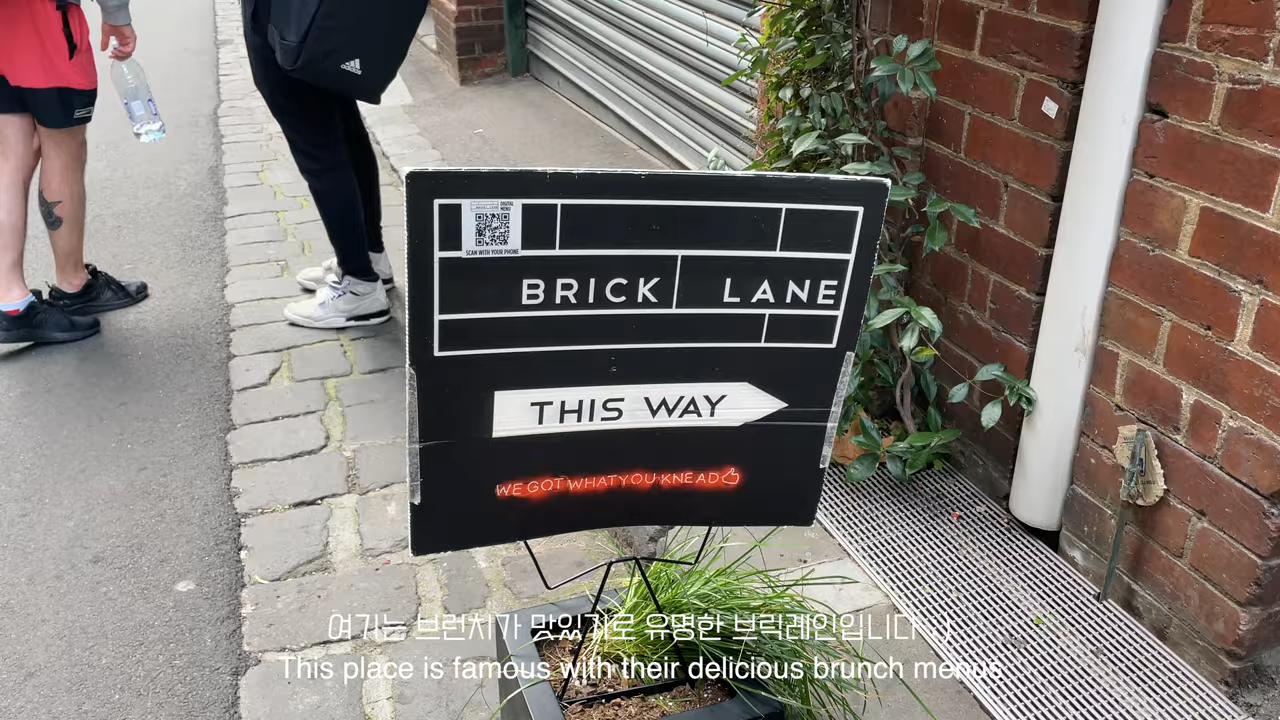 adidas
DIGITAL
MENU
SCAN WITH YOUR PHONE
BRICK LANE
THIS WAY
WE GOT WHAT YOU KNEAD
여기는 브런치가 맛있기로 유명한 브릭레인입니다 :)
This place is famous with their delicious brunch menus